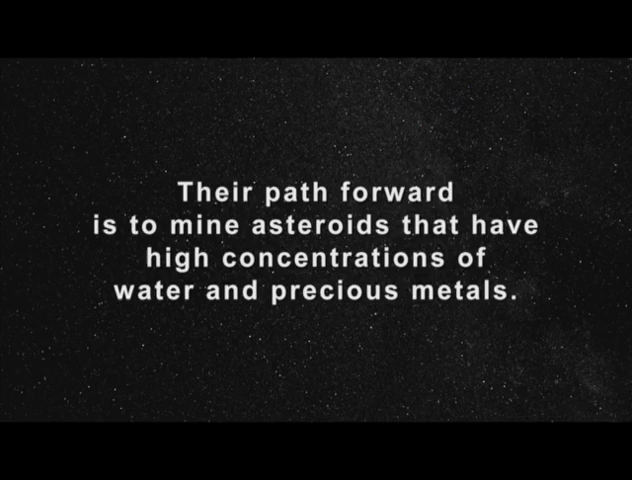 Their path forward
is to mine asteroids that have
high concentrations of
water and precious metals.